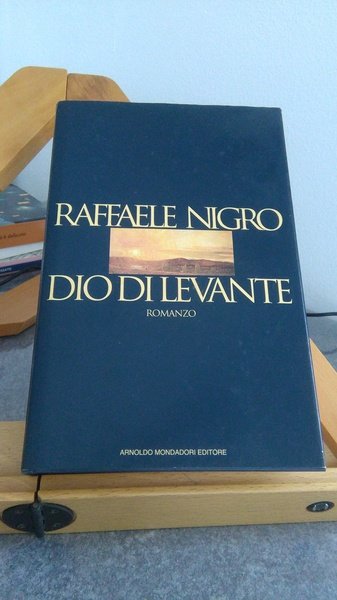 RAFFAELE NIGRO
DIO DI LEVANTE
ROMANZO
ARNOLDO MONDADORI EDITORE